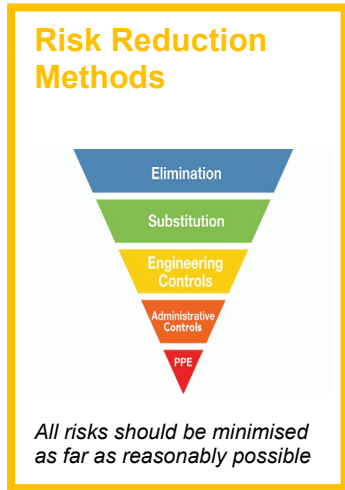 Risk Reduction
Methods
Elimination
Substitution
Engineering
Controls
Administrative
Controls
PPE
All risks should be minimised
as far as reasonably possible